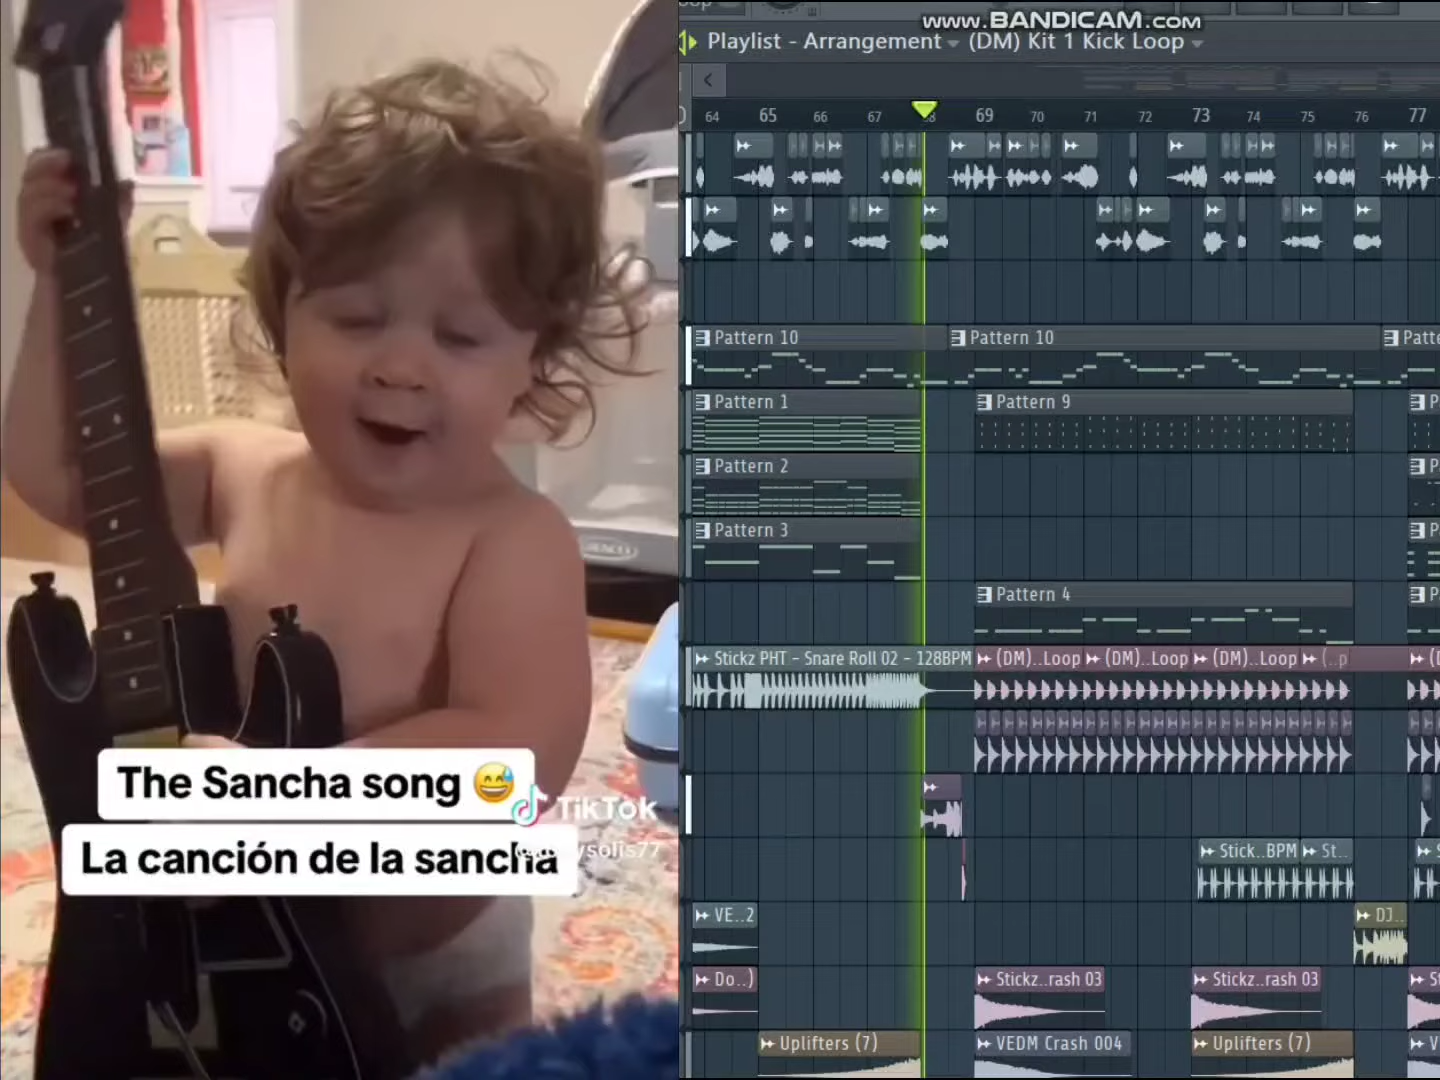 The Sancha song 😅
La canción de la sancha
TikTok
GRACO
www.BANDICAM.com
Playlist - Arrangement
(DM) Kit 1 Kick Loop
64 65 66 67 68 69 70 71 72 73 74 75 76 77
Pattern 10
Pattern 10
Pattern 1
Pattern 9
Pattern 2
Pattern 3
Pattern 4
Stickz PHT - Snare Roll 02 - 128BPM
(DM)..Loop
(DM)..Loop
(DM)..Loop
(..p
Stick..BPM
St..
VE..2
DJ..
Do..)
Stickz..rash 03
Stickz..rash 03
Uplifters (7)
VEDM Crash 004
Uplifters (7)